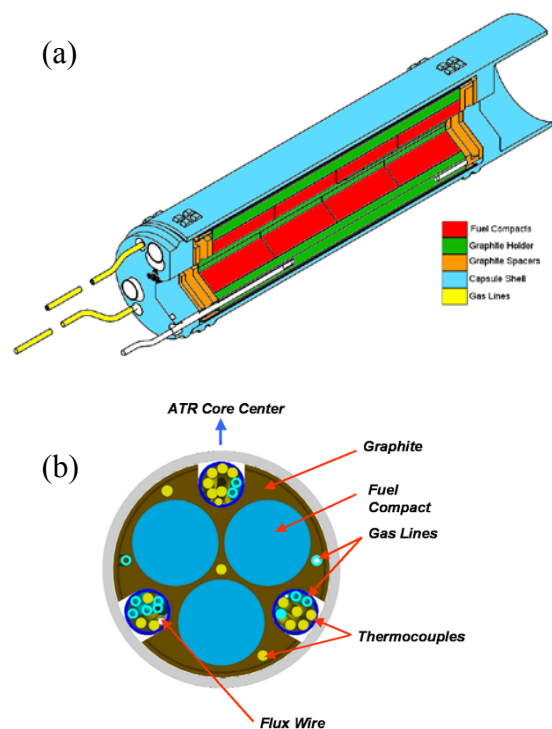 (a)
Fuel Compacts
Graphite Holder
Graphite Spacers
Capsule Shell
Gas Lines
ATR Core Center
(b)
Graphite
Fuel
Compact
Gas Lines
Thermocouples
Flux Wire